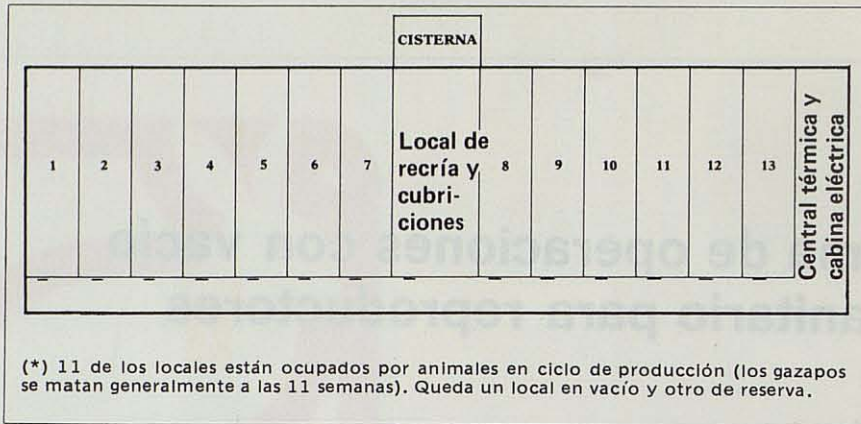 CISTERNA
1
2
3
4
5
6
7
Local de
recría y
cubri-
ciones
8
9
10
11
12
13
Central térmica y
cabina eléctrica
(*) 11 de los locales están ocupados por animales en ciclo de producción (los gazapos
se matan generalmente a las 11 semanas). Queda un local en vacío y otro de reserva.